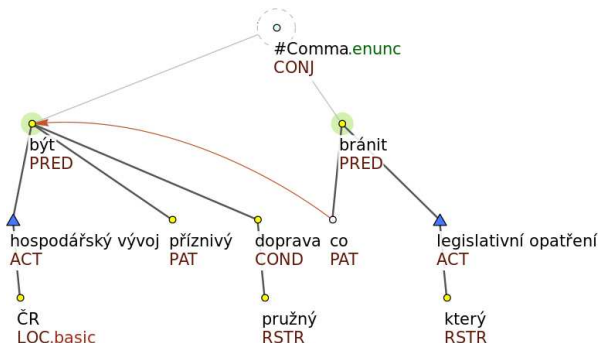 #Comma.enunc
CONJ
být bránit
PRED PRED
hospodářský vývoj příznivý doprava co legislativní opatření
ACT PAT COND PAT ACT
ČR pružný který
LOC.basic RSTR RSTR